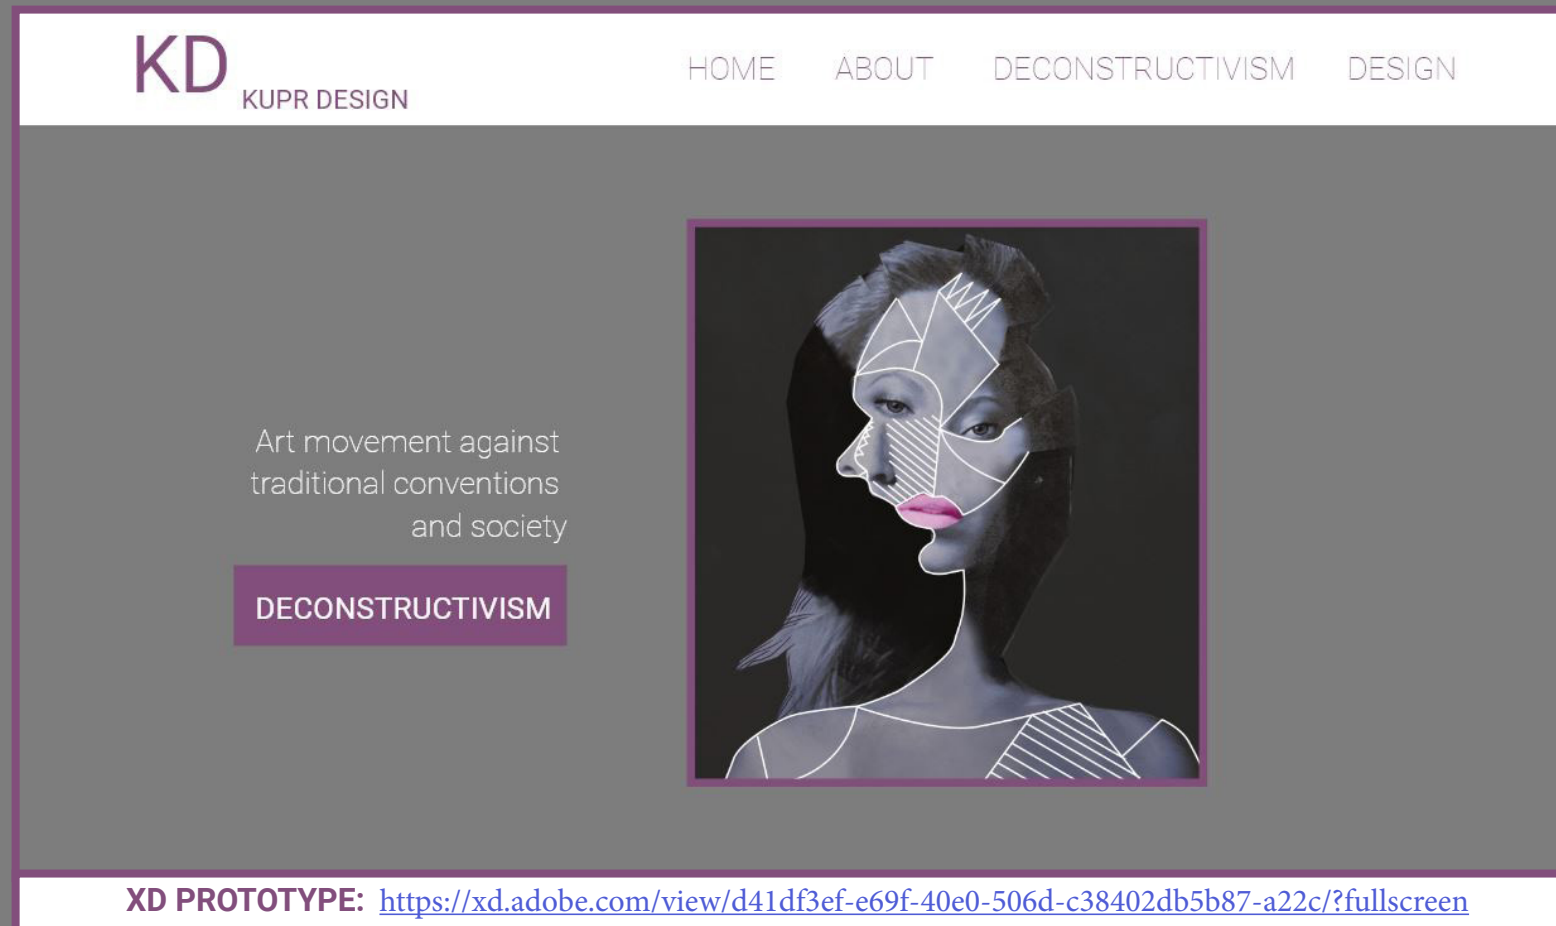 KD
KUPR DESIGN
HOME ABOUT DECONSTRUCTIVISM DESIGN
Art movement against
traditional conventions
and society
DECONSTRUCTIVISM
XD PROTOTYPE: https://xd.adobe.com/view/d41df3ef-e69f-40e0-506d-c38402db5b87-a22c/?fullscreen